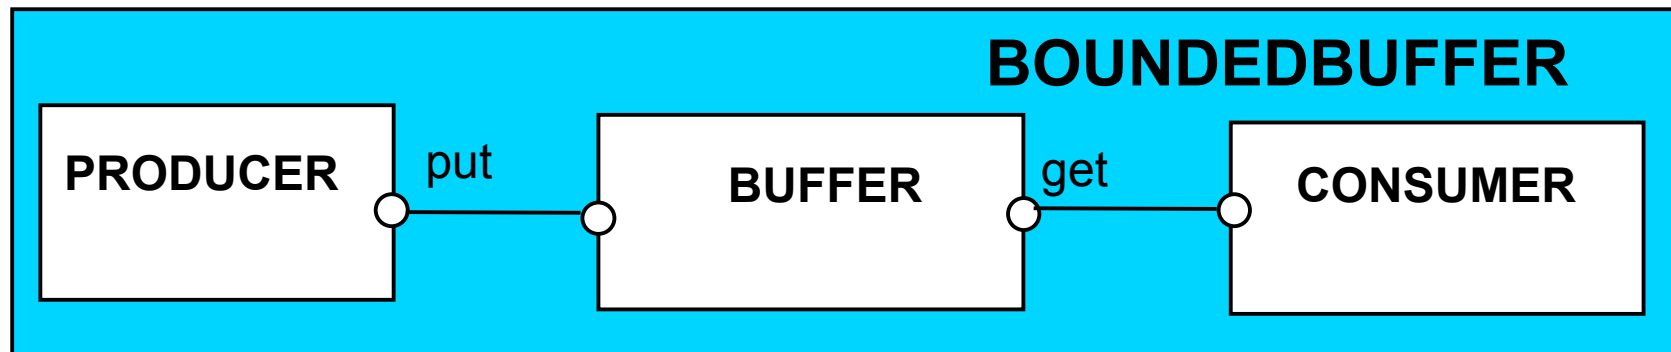 BOUNDEDBUFFER
PRODUCER
put
BUFFER
get
CONSUMER